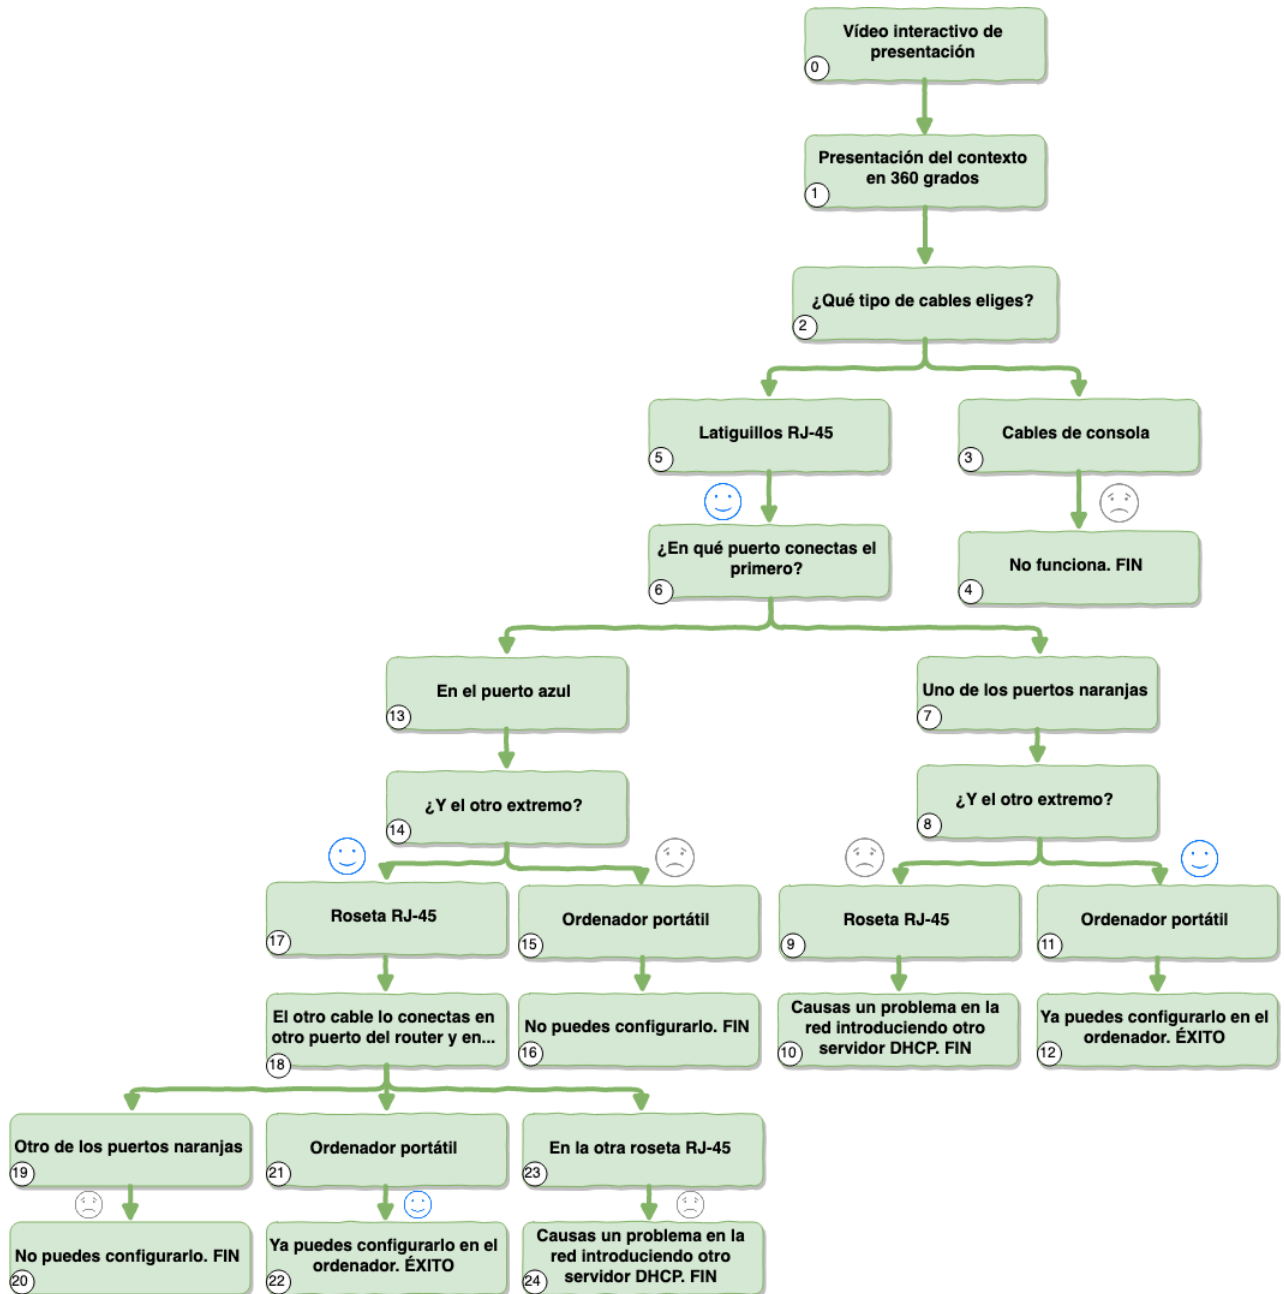 Vídeo interactivo de
presentación
0
Presentación del contexto
en 360 grados
1
¿Qué tipo de cables eliges?
2
Latiguillos RJ-45
5
Cables de consola
3
¿En qué puerto conectas el
primero?
6
No funciona. FIN
4
En el puerto azul
13
Uno de los puertos naranjas
7
¿Y el otro extremo?
14
¿Y el otro extremo?
8
Roseta RJ-45
17
Ordenador portátil
15
Roseta RJ-45
9
Ordenador portátil
11
El otro cable lo conectas en
otro puerto del router y en...
18
No puedes configurarlo. FIN
16
Causas un problema en la
red introduciendo otro
servidor DHCP. FIN
10
Ya puedes configurarlo en el
ordenador. ÉXITO
12
Otro de los puertos naranjas
19
Ordenador portátil
21
En la otra roseta RJ-45
23
No puedes configurarlo. FIN
20
Ya puedes configurarlo en el
ordenador. ÉXITO
22
Causas un problema en la
red introduciendo otro
servidor DHCP. FIN
24